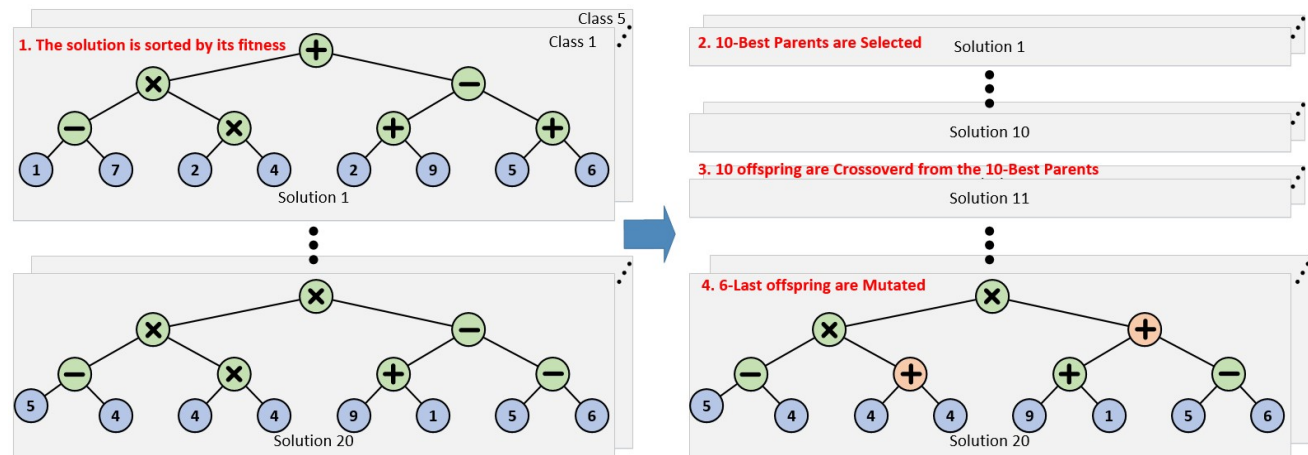 Class 5
Class 1
1. The solution is sorted by its fitness
+
× −
− × + +
1 7 2 4 2 9 5 6
Solution 1
×
× −
− × + −
5 4 4 4 9 1 5 6
Solution 20
2. 10-Best Parents are Selected
Solution 1
Solution 10
3. 10 offspring are Crossoverd from the 10-Best Parents
Solution 11
4. 6-Last offspring are Mutated
×
× +
− + + −
5 4 4 4 9 1 5 6
Solution 20